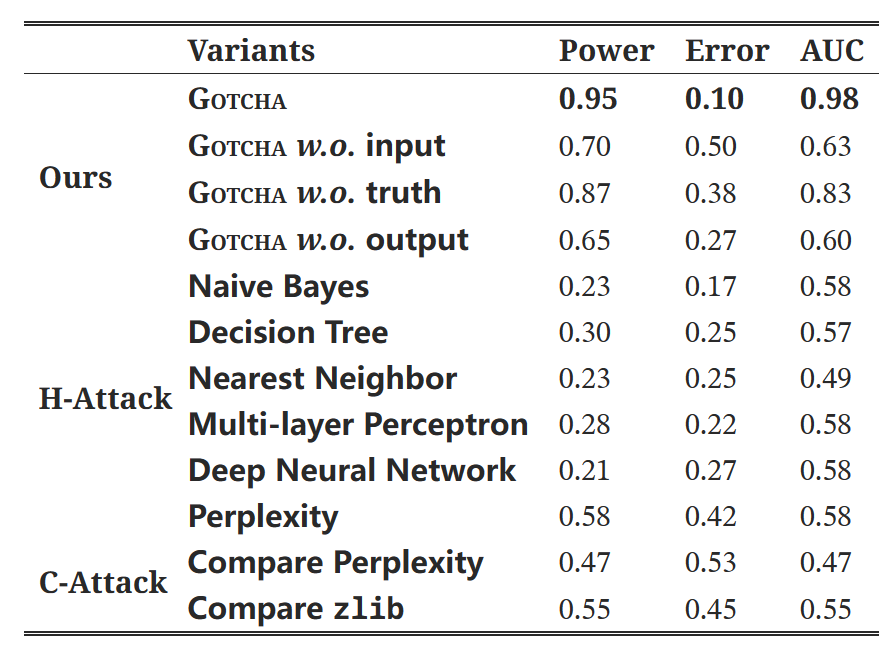 Variants Power Error AUC
GOTCHA 0.95 0.10 0.98
GOTCHA w.o. input 0.70 0.50 0.63
Ours
GOTCHA w.o. truth 0.87 0.38 0.83
GOTCHA w.o. output 0.65 0.27 0.60
Naive Bayes 0.23 0.17 0.58
Decision Tree 0.30 0.25 0.57
Nearest Neighbor 0.23 0.25 0.49
H-Attack
Multi-layer Perceptron 0.28 0.22 0.58
Deep Neural Network 0.21 0.27 0.58
Perplexity 0.58 0.42 0.58
Compare Perplexity 0.47 0.53 0.47
C-Attack
Compare zlib 0.55 0.45 0.55